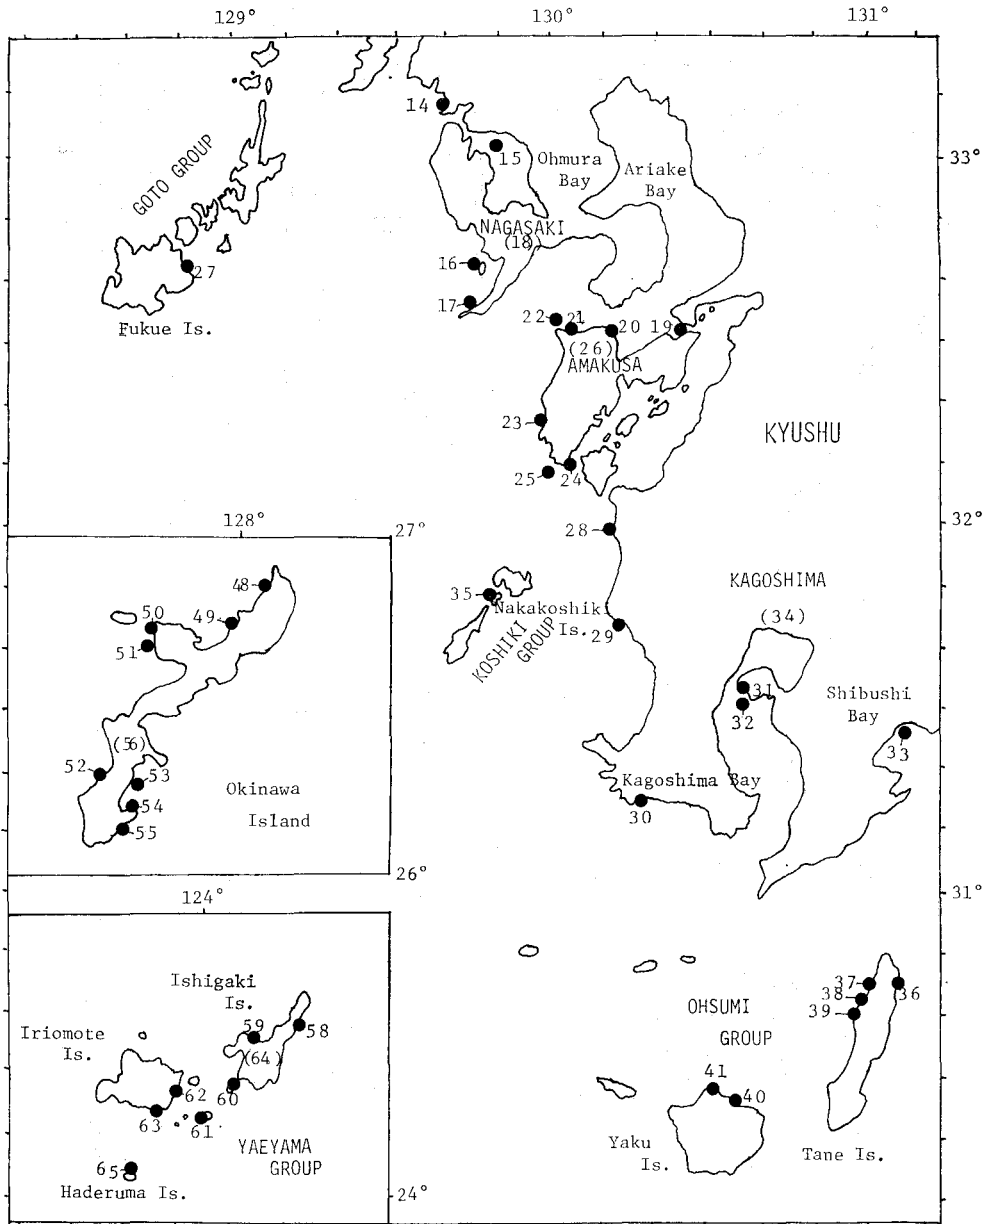 129°
130°
131°
14
15
Ohmura
Bay
Ariake
Bay
33°
GOTO GROUP
NAGASAKI
(18)
16
27
17
Fukue Is.
22
21
20
19
(26)
AMAKUSA
23
KYUSHU
25
24
32°
28
128°
27°
48
49
50
51
52
(56)
53
54
55
Okinawa
Island
26°
35
Nakakoshiki
Is.
29
KOSHIKI
GROUP
KAGOSHIMA
(34)
31
32
Shibushi
Bay
33
Kagoshima Bay
30
31°
124°
Ishigaki
Is.
59
58
(64)
Iriomote
Is.
62
60
63
61
YAEYAMA
GROUP
65
Haderuma Is.
24°
37
38
36
39
OHSUMI
GROUP
41
40
Yaku
Is.
Tane Is.